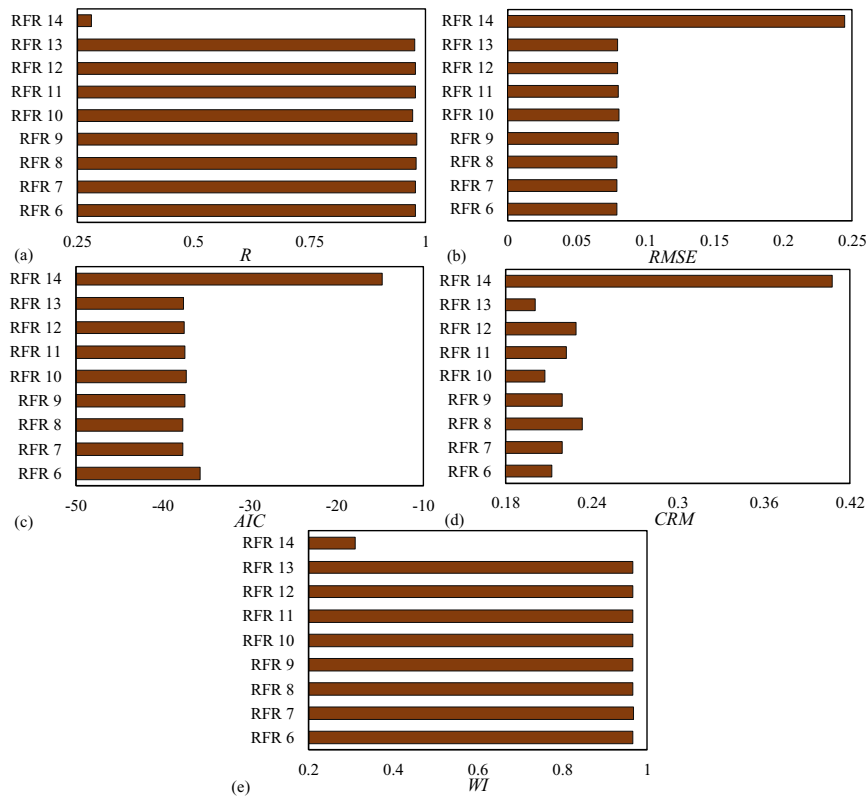 RFR 14
RFR 13
RFR 12
RFR 11
RFR 10
RFR 9
RFR 8
RFR 7
RFR 6
0.25 0.5 0.75 1
(a) R
RFR 14
RFR 13
RFR 12
RFR 11
RFR 10
RFR 9
RFR 8
RFR 7
RFR 6
0 0.05 0.1 0.15 0.2 0.25
(b) RMSE
RFR 14
RFR 13
RFR 12
RFR 11
RFR 10
RFR 9
RFR 8
RFR 7
RFR 6
-50 -40 -30 -20 -10
(c) AIC
RFR 14
RFR 13
RFR 12
RFR 11
RFR 10
RFR 9
RFR 8
RFR 7
RFR 6
0.18 0.24 0.3 0.36 0.42
(d) CRM
RFR 14
RFR 13
RFR 12
RFR 11
RFR 10
RFR 9
RFR 8
RFR 7
RFR 6
0.2 0.4 0.6 0.8 1
(e) WI